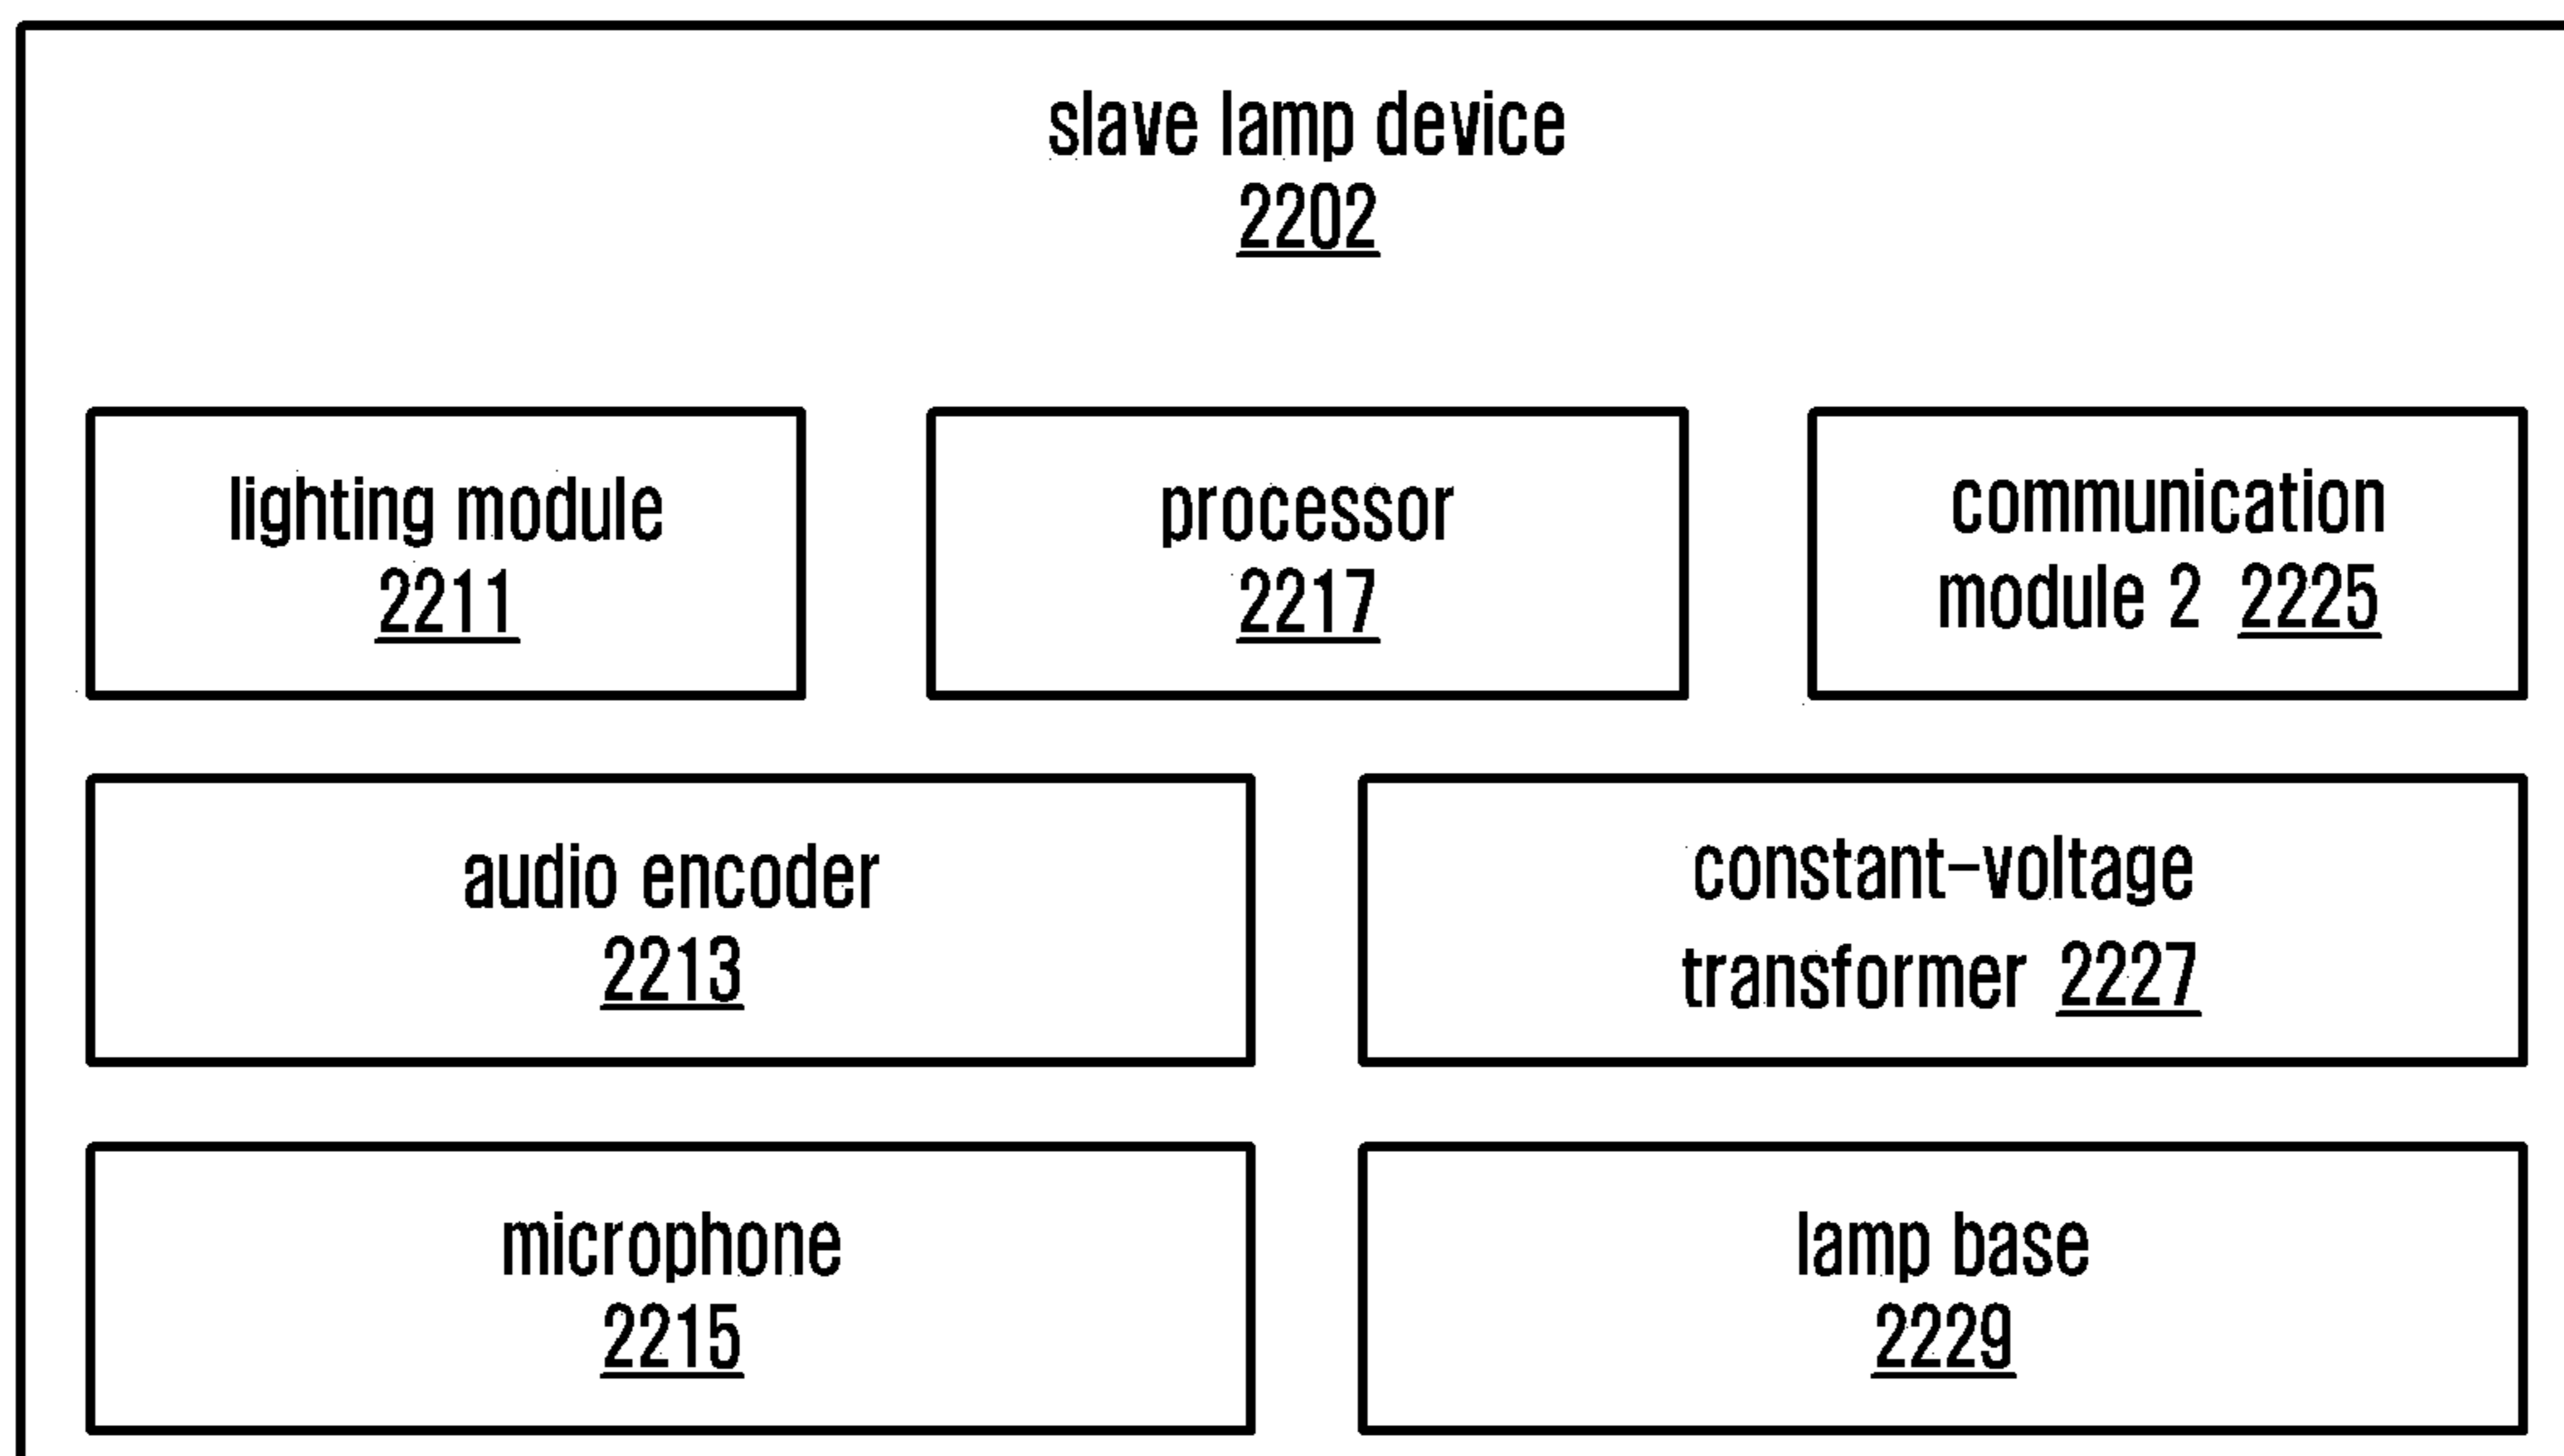 slave lamp device
2202
lighting module
2211
processor
2217
communication
module 2 2225
audio encoder
2213
constant-voltage
transformer 2227
microphone
2215
lamp base
2229